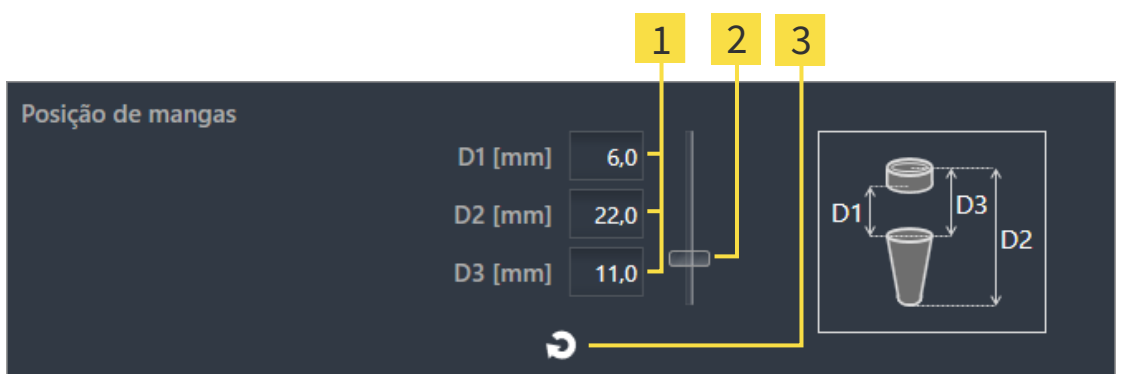 1 2 3
Posição de mangas
D1 [mm] 6,0
D2 [mm] 22,0
D3 [mm] 11,0
D1 D3
D2